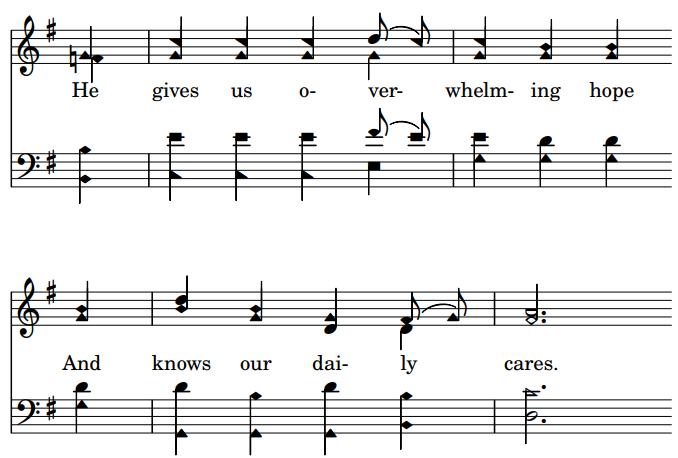 He gives us o- ver- whelm- ing hope
And knows our dai- ly cares.